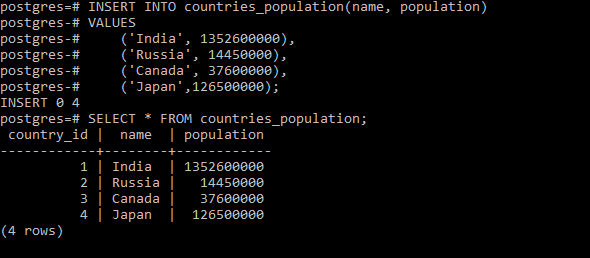 postgres=# INSERT INTO countries_population(name, population)
postgres-# VALUES
postgres-#     ('India', 1352600000),
postgres-#     ('Russia', 14450000),
postgres-#     ('Canada', 37600000),
postgres-#     ('Japan',126500000);
INSERT 0 4
postgres=# SELECT * FROM countries_population;
 country_id |  name  | population
------------+--------+------------
          1 | India  | 1352600000
          2 | Russia |   14450000
          3 | Canada |   37600000
          4 | Japan  |  126500000
(4 rows)